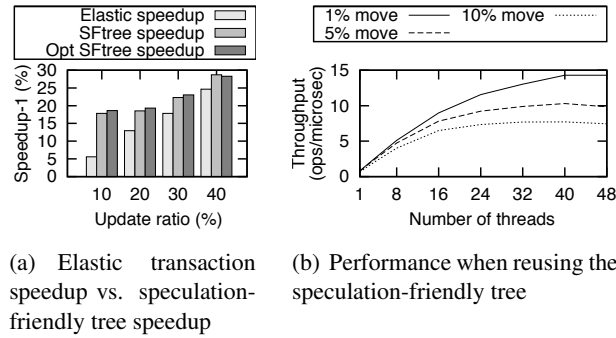 Elastic speedup
SFtree speedup
Opt SFtree speedup
Speedup-1 (%)
30
25
20
15
10
5
0
10 20 30 40
Update ratio (%)
(a) Elastic transaction
speedup vs. speculation-
friendly tree speedup
1% move 10% move
5% move
Throughput
(ops/microsec)
15
10
5
0
1 8 16 24 32 40 48
Number of threads
(b) Performance when reusing the
speculation-friendly tree